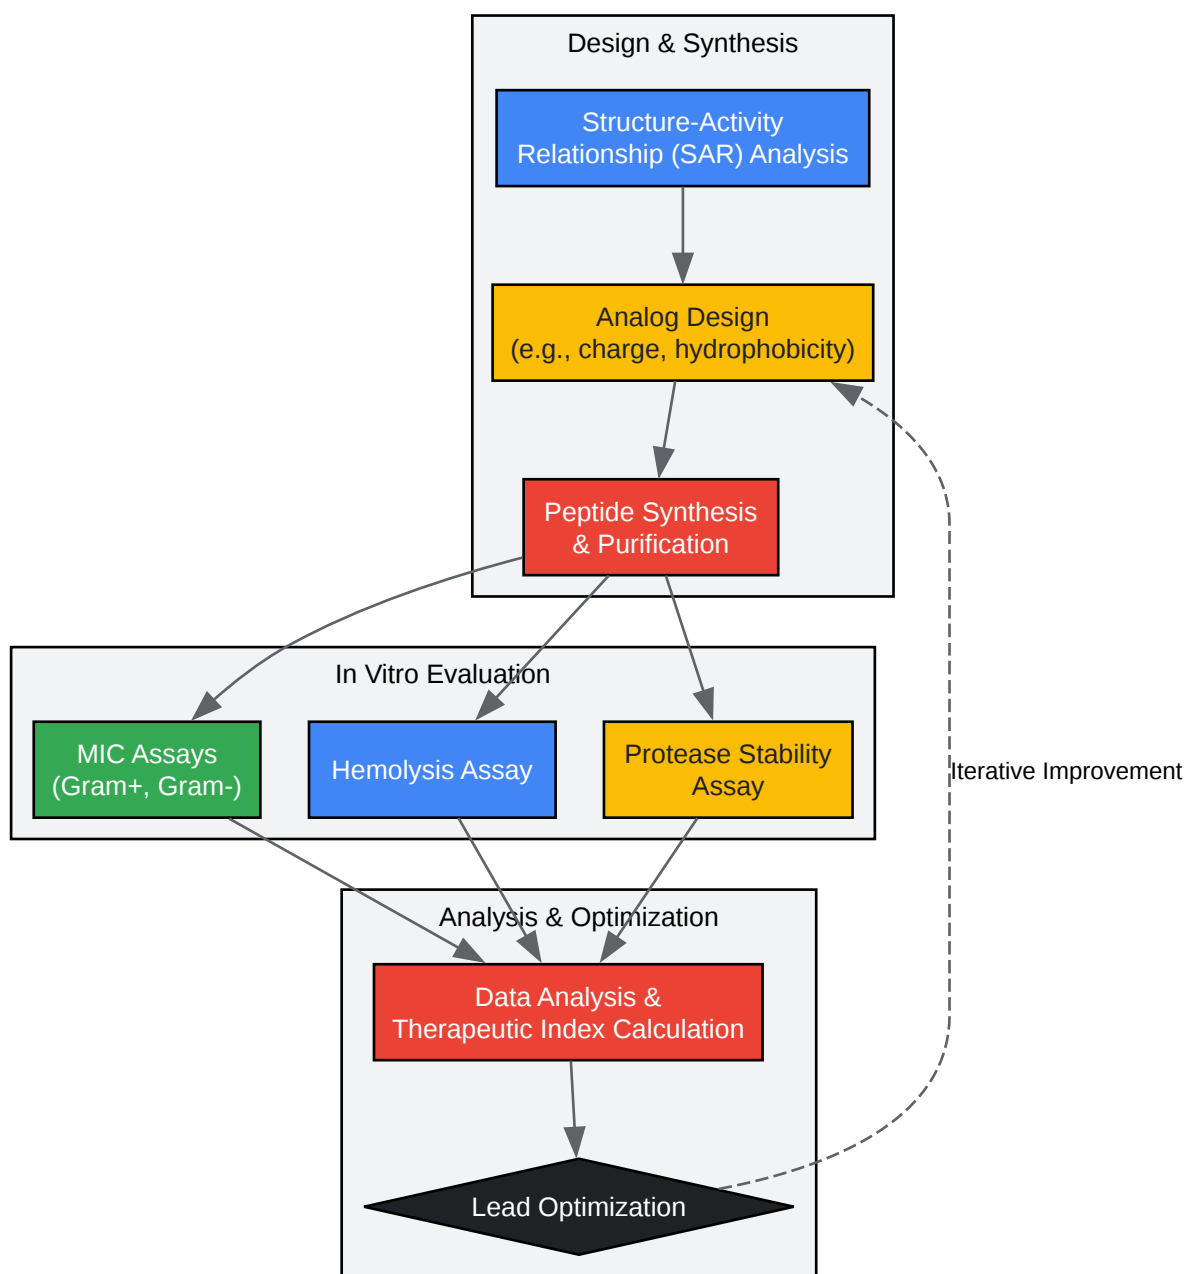 Design & Synthesis
Structure-Activity
Relationship (SAR) Analysis
Analog Design
(e.g., charge, hydrophobicity)
Peptide Synthesis
& Purification
In Vitro Evaluation
MIC Assays
(Gram+, Gram-)
Hemolysis Assay
Protease Stability
Assay
Iterative Improvement
Analysis & Optimization
Data Analysis &
Therapeutic Index Calculation
Lead Optimization